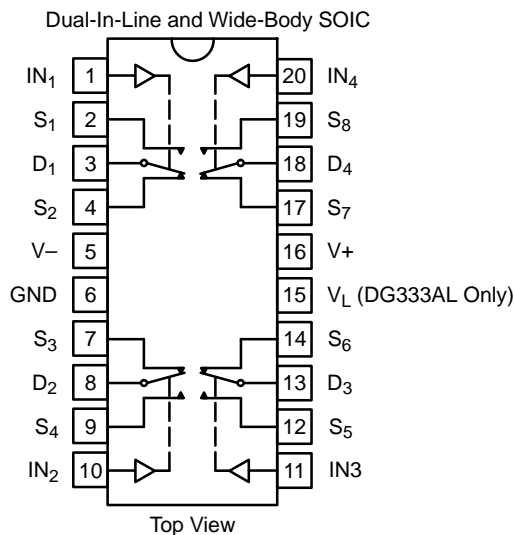 Dual-In-Line and Wide-Body SOIC
IN₁ 1 20 IN₄
S₁ 2 19 S₈
D₁ 3 18 D₄
S₂ 4 17 S₇
V– 5 16 V+
GND 6 15 V_L (DG333AL Only)
S₃ 7 14 S₆
D₂ 8 13 D₃
S₄ 9 12 S₅
IN₂ 10 11 IN3
Top View